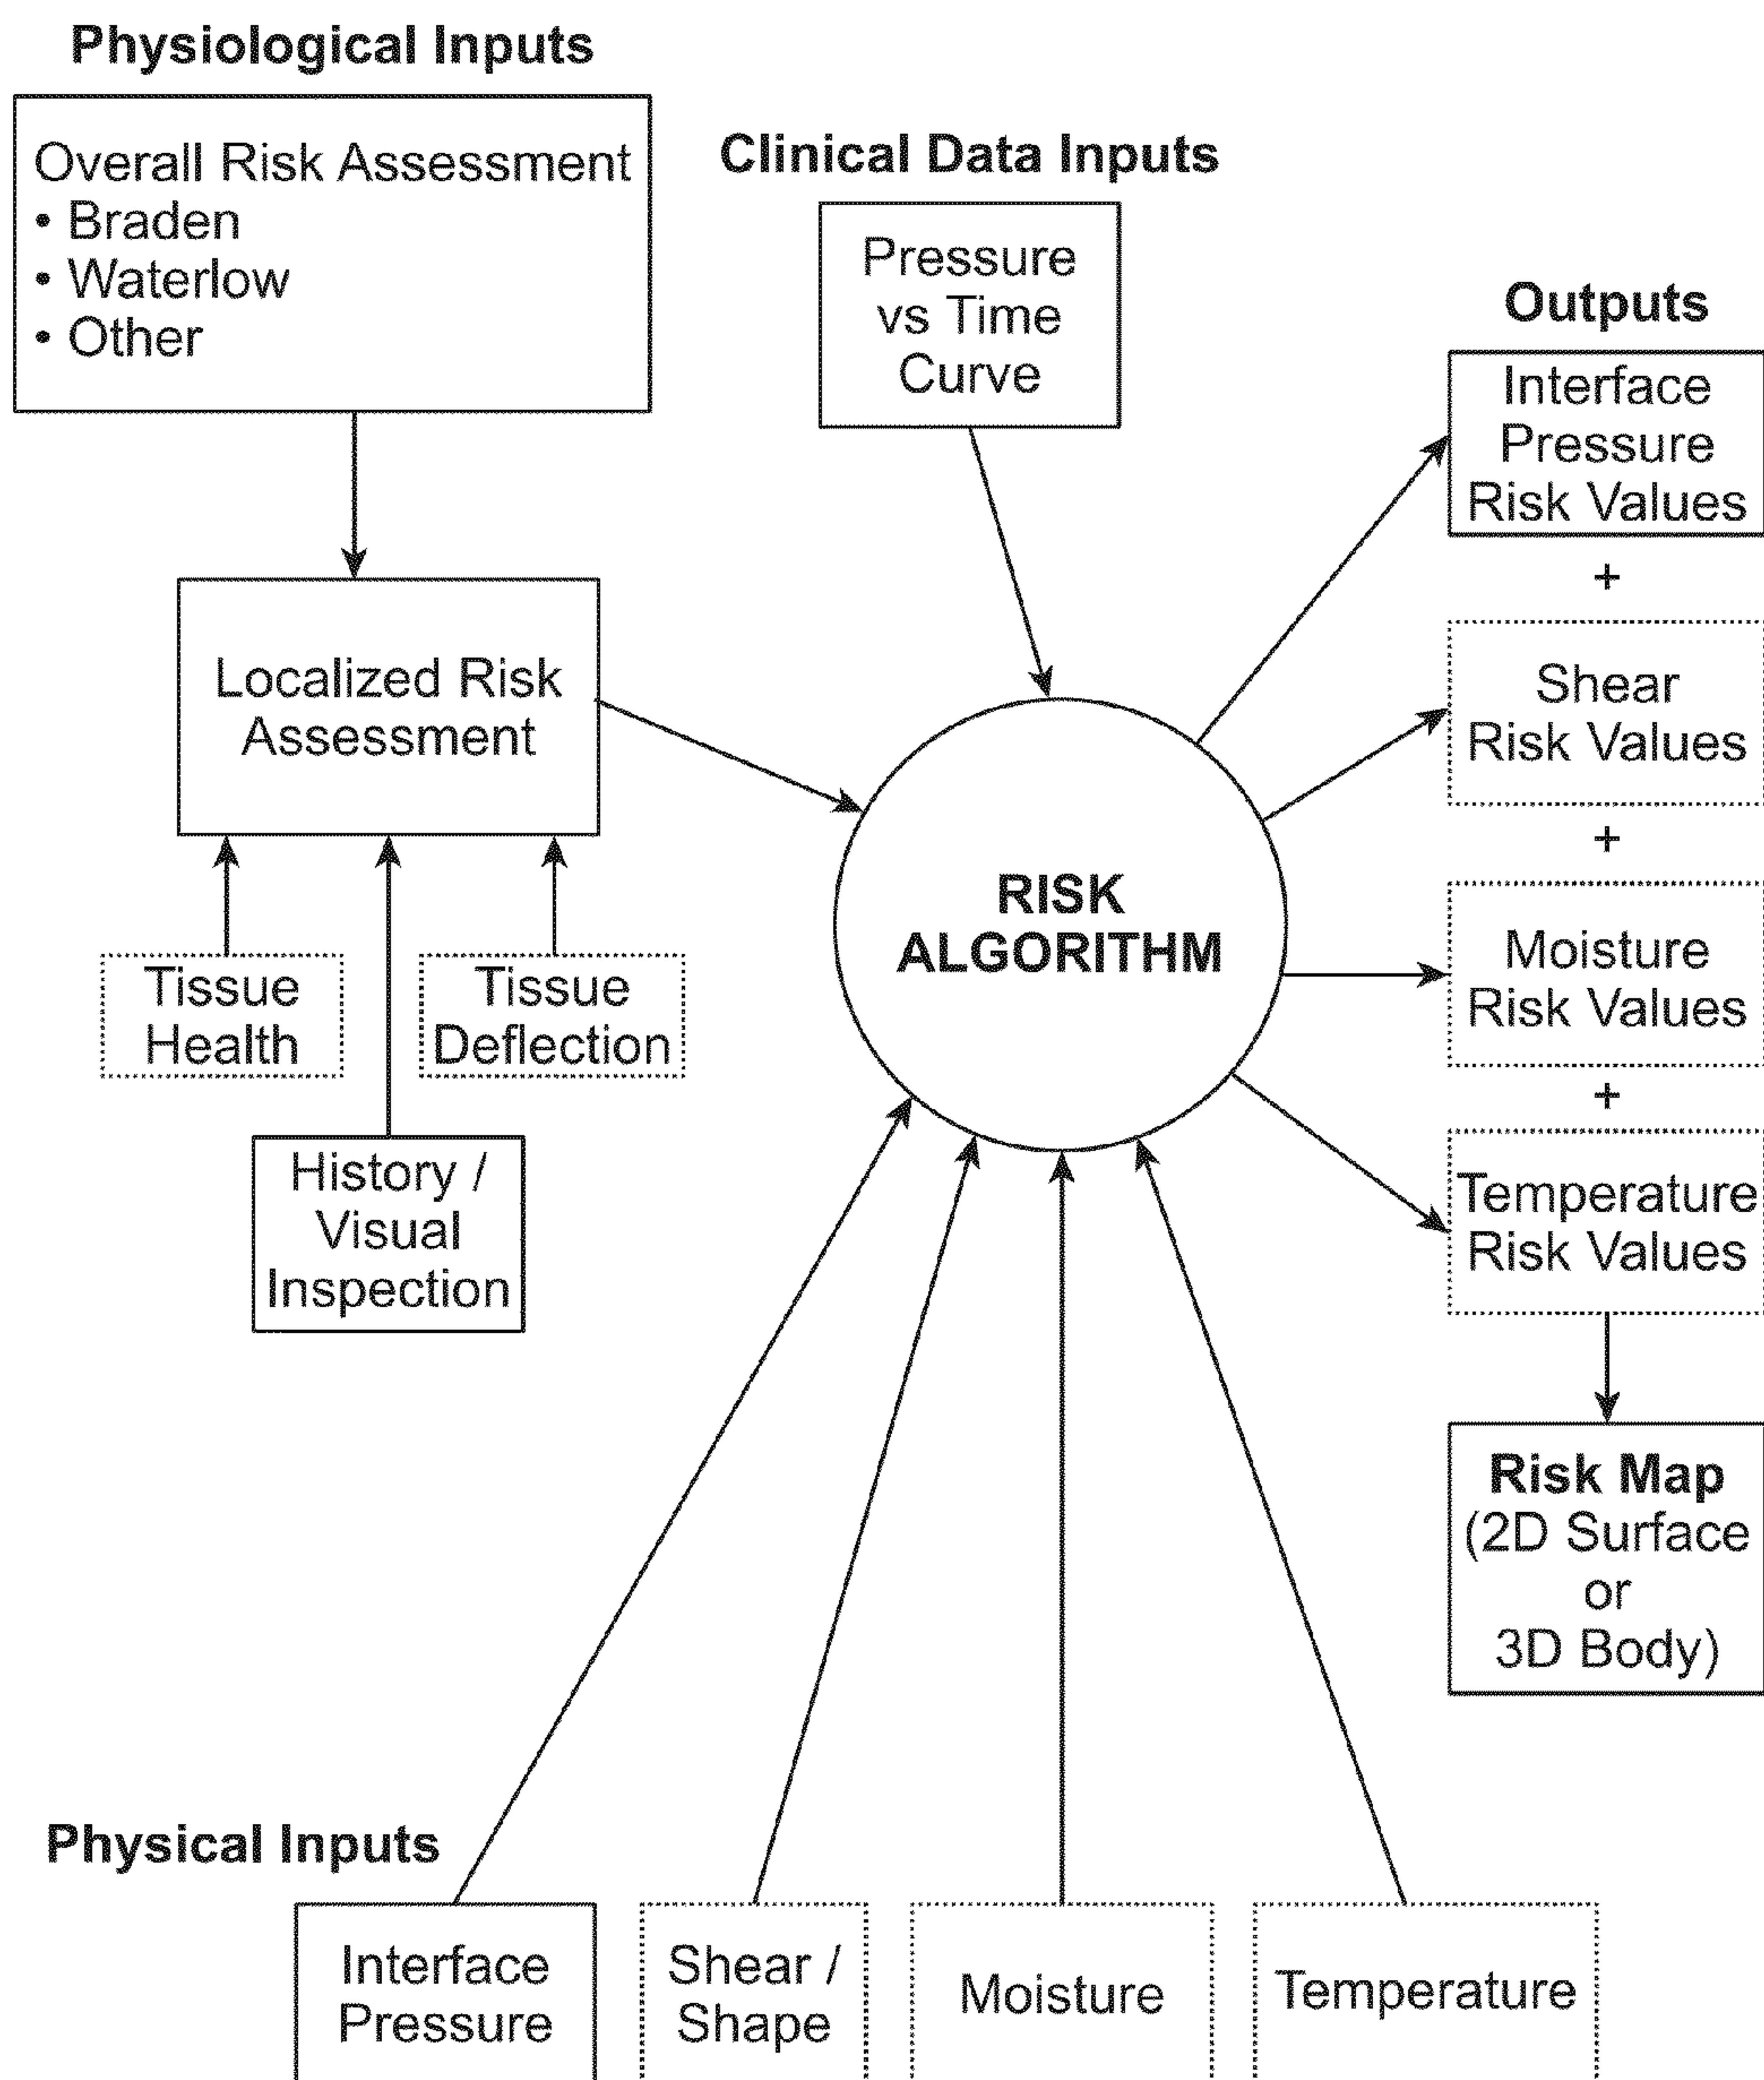 Physiological Inputs
Overall Risk Assessment
• Braden
• Waterlow
• Other
Clinical Data Inputs
Pressure
vs Time
Curve
Outputs
Interface
Pressure
Risk Values
+
Shear
Risk Values
+
Moisture
Risk Values
+
Temperature
Risk Values
Risk Map
(2D Surface
or
3D Body)
Localized Risk
Assessment
Tissue
Health
Tissue
Deflection
History /
Visual
Inspection
RISK
ALGORITHM
Physical Inputs
Interface
Pressure
Shear /
Shape
Moisture
Temperature